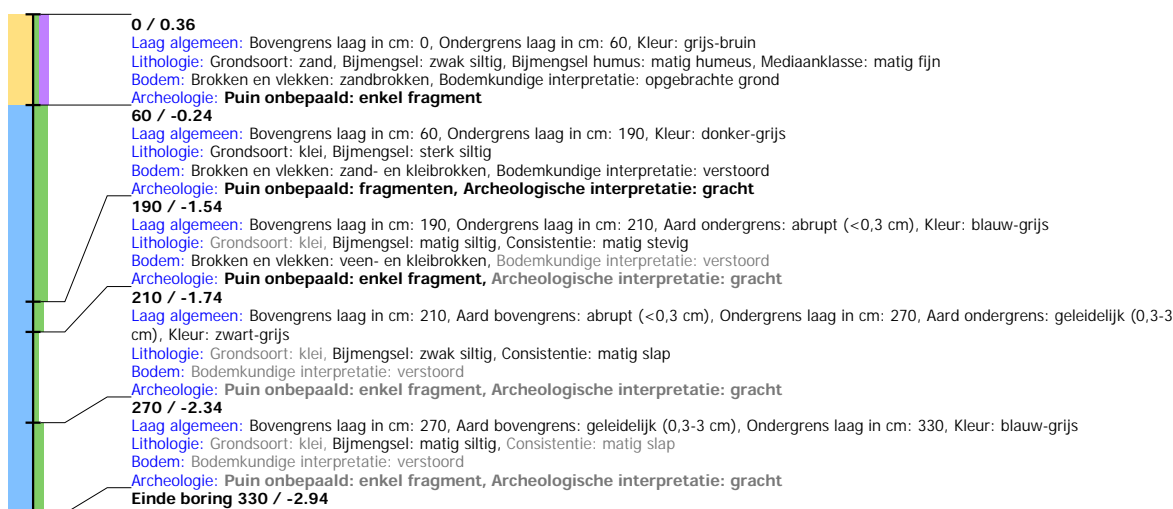 0 / 0.36
Laag algemeen: Bovengrens laag in cm: 0, Ondergrens laag in cm: 60, Kleur: grijs-bruin
Lithologie: Grondsoort: zand, Bijmengsel: zwak siltig, Bijmengsel humus: matig humeus, Mediaanklasse: matig fijn
Bodem: Brokken en vlekken: zandbrokken, Bodemkundige interpretatie: opgebrachte grond
Archeologie: Puin onbepaald: enkel fragment
60 / -0.24
Laag algemeen: Bovengrens laag in cm: 60, Ondergrens laag in cm: 190, Kleur: donker-grijs
Lithologie: Grondsoort: klei, Bijmengsel: sterk siltig
Bodem: Brokken en vlekken: zand- en kleibrokken, Bodemkundige interpretatie: verstoord
Archeologie: Puin onbepaald: fragmenten, Archeologische interpretatie: gracht
190 / -1.54
Laag algemeen: Bovengrens laag in cm: 190, Ondergrens laag in cm: 210, Aard ondergrens: abrupt (<0,3 cm), Kleur: blauw-grijs
Lithologie: Grondsoort: klei, Bijmengsel: matig siltig, Consistentie: matig stevig
Bodem: Brokken en vlekken: veen- en kleibrokken, Bodemkundige interpretatie: verstoord
Archeologie: Puin onbepaald: enkel fragment, Archeologische interpretatie: gracht
210 / -1.74
Laag algemeen: Bovengrens laag in cm: 210, Aard bovengrens: abrupt (<0,3 cm), Ondergrens laag in cm: 270, Aard ondergrens: geleidelijk (0,3-3
cm), Kleur: zwart-grijs
Lithologie: Grondsoort: klei, Bijmengsel: zwak siltig, Consistentie: matig slap
Bodem: Bodemkundige interpretatie: verstoord
Archeologie: Puin onbepaald: enkel fragment, Archeologische interpretatie: gracht
270 / -2.34
Laag algemeen: Bovengrens laag in cm: 270, Aard bovengrens: geleidelijk (0,3-3 cm), Ondergrens laag in cm: 330, Kleur: blauw-grijs
Lithologie: Grondsoort: klei, Bijmengsel: matig siltig, Consistentie: matig slap
Bodem: Bodemkundige interpretatie: verstoord
Archeologie: Puin onbepaald: enkel fragment, Archeologische interpretatie: gracht
Einde boring 330 / -2.94